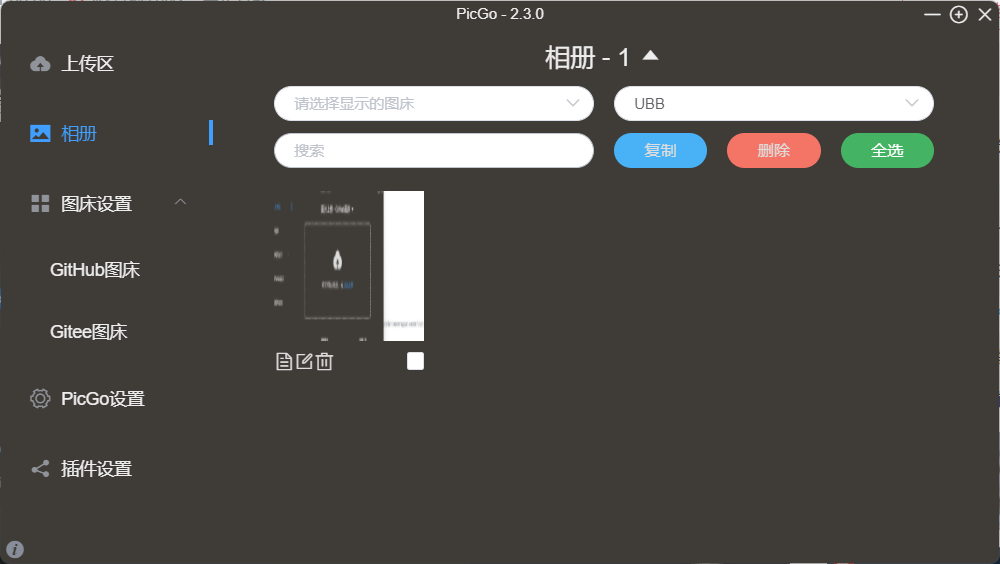 PicGo - 2.3.0
上传区
相册
图床设置
GitHub图床
Gitee图床
PicGo设置
插件设置
相册 - 1
请选择显示的图床
UBB
搜索
复制
删除
全选